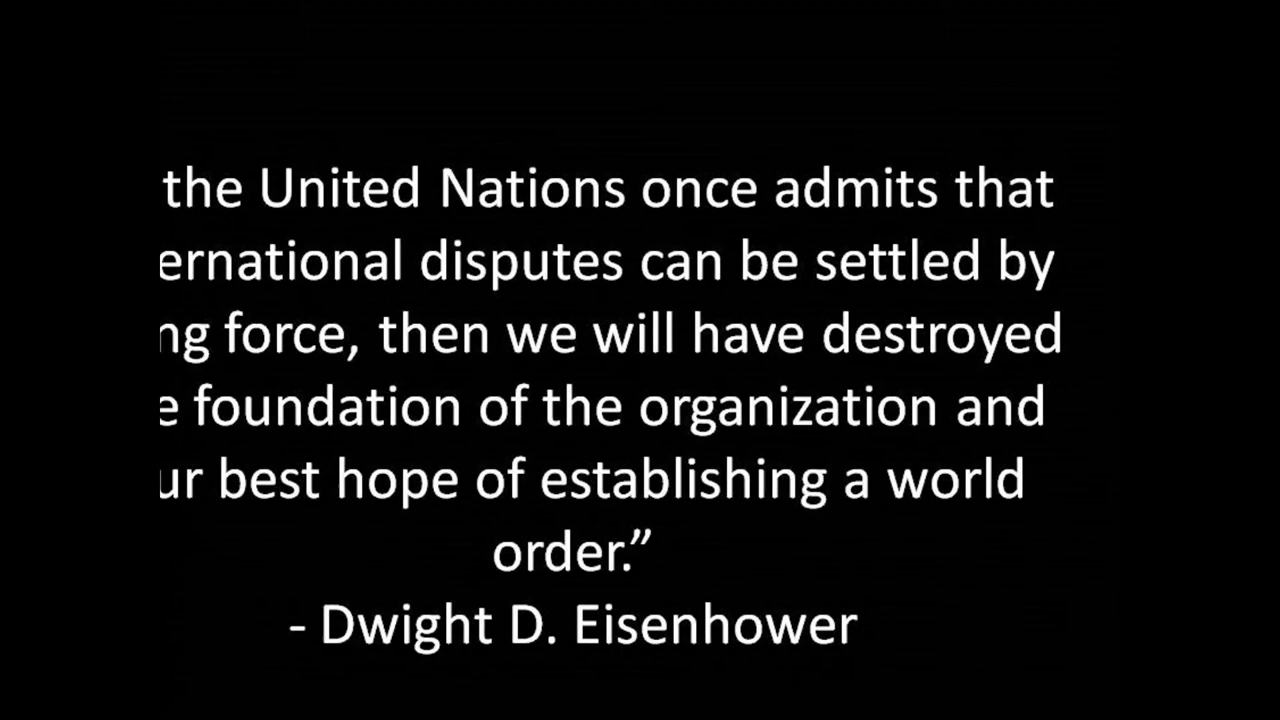 the United Nations once admits that
ernational disputes can be settled by
ng force, then we will have destroyed
e foundation of the organization and
ur best hope of establishing a world
order.”
- Dwight D. Eisenhower